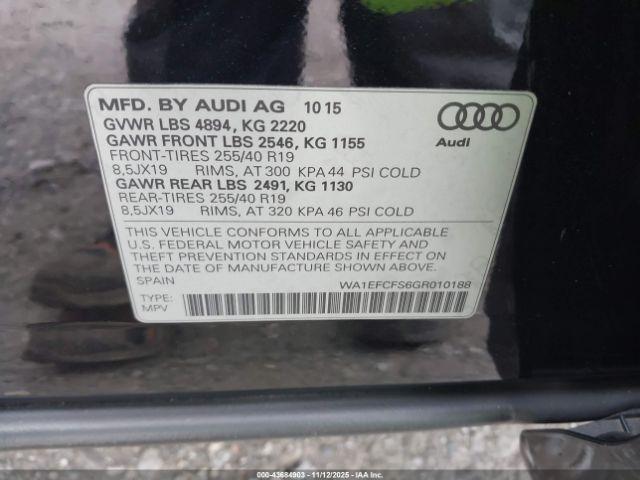 MFD. BY AUDI AG 10 15
GVWR LBS 4894, KG 2220
GAWR FRONT LBS 2546, KG 1155
FRONT-TIRES 255/40 R19
8,5JX19 RIMS, AT 300 KPA 44 PSI COLD
GAWR REAR LBS 2491, KG 1130
REAR-TIRES 255/40 R19
8,5JX19 RIMS, AT 320 KPA 46 PSI COLD
Audi
THIS VEHICLE CONFORMS TO ALL APPLICABLE
U.S. FEDERAL MOTOR VEHICLE SAFETY AND
THEFT PREVENTION STANDARDS IN EFFECT ON
THE DATE OF MANUFACTURE SHOWN ABOVE.
SPAIN WA1EFCFS6GR010188
TYPE:
MPV
000-43684903 - 11/12/2025 - IAAI.COM